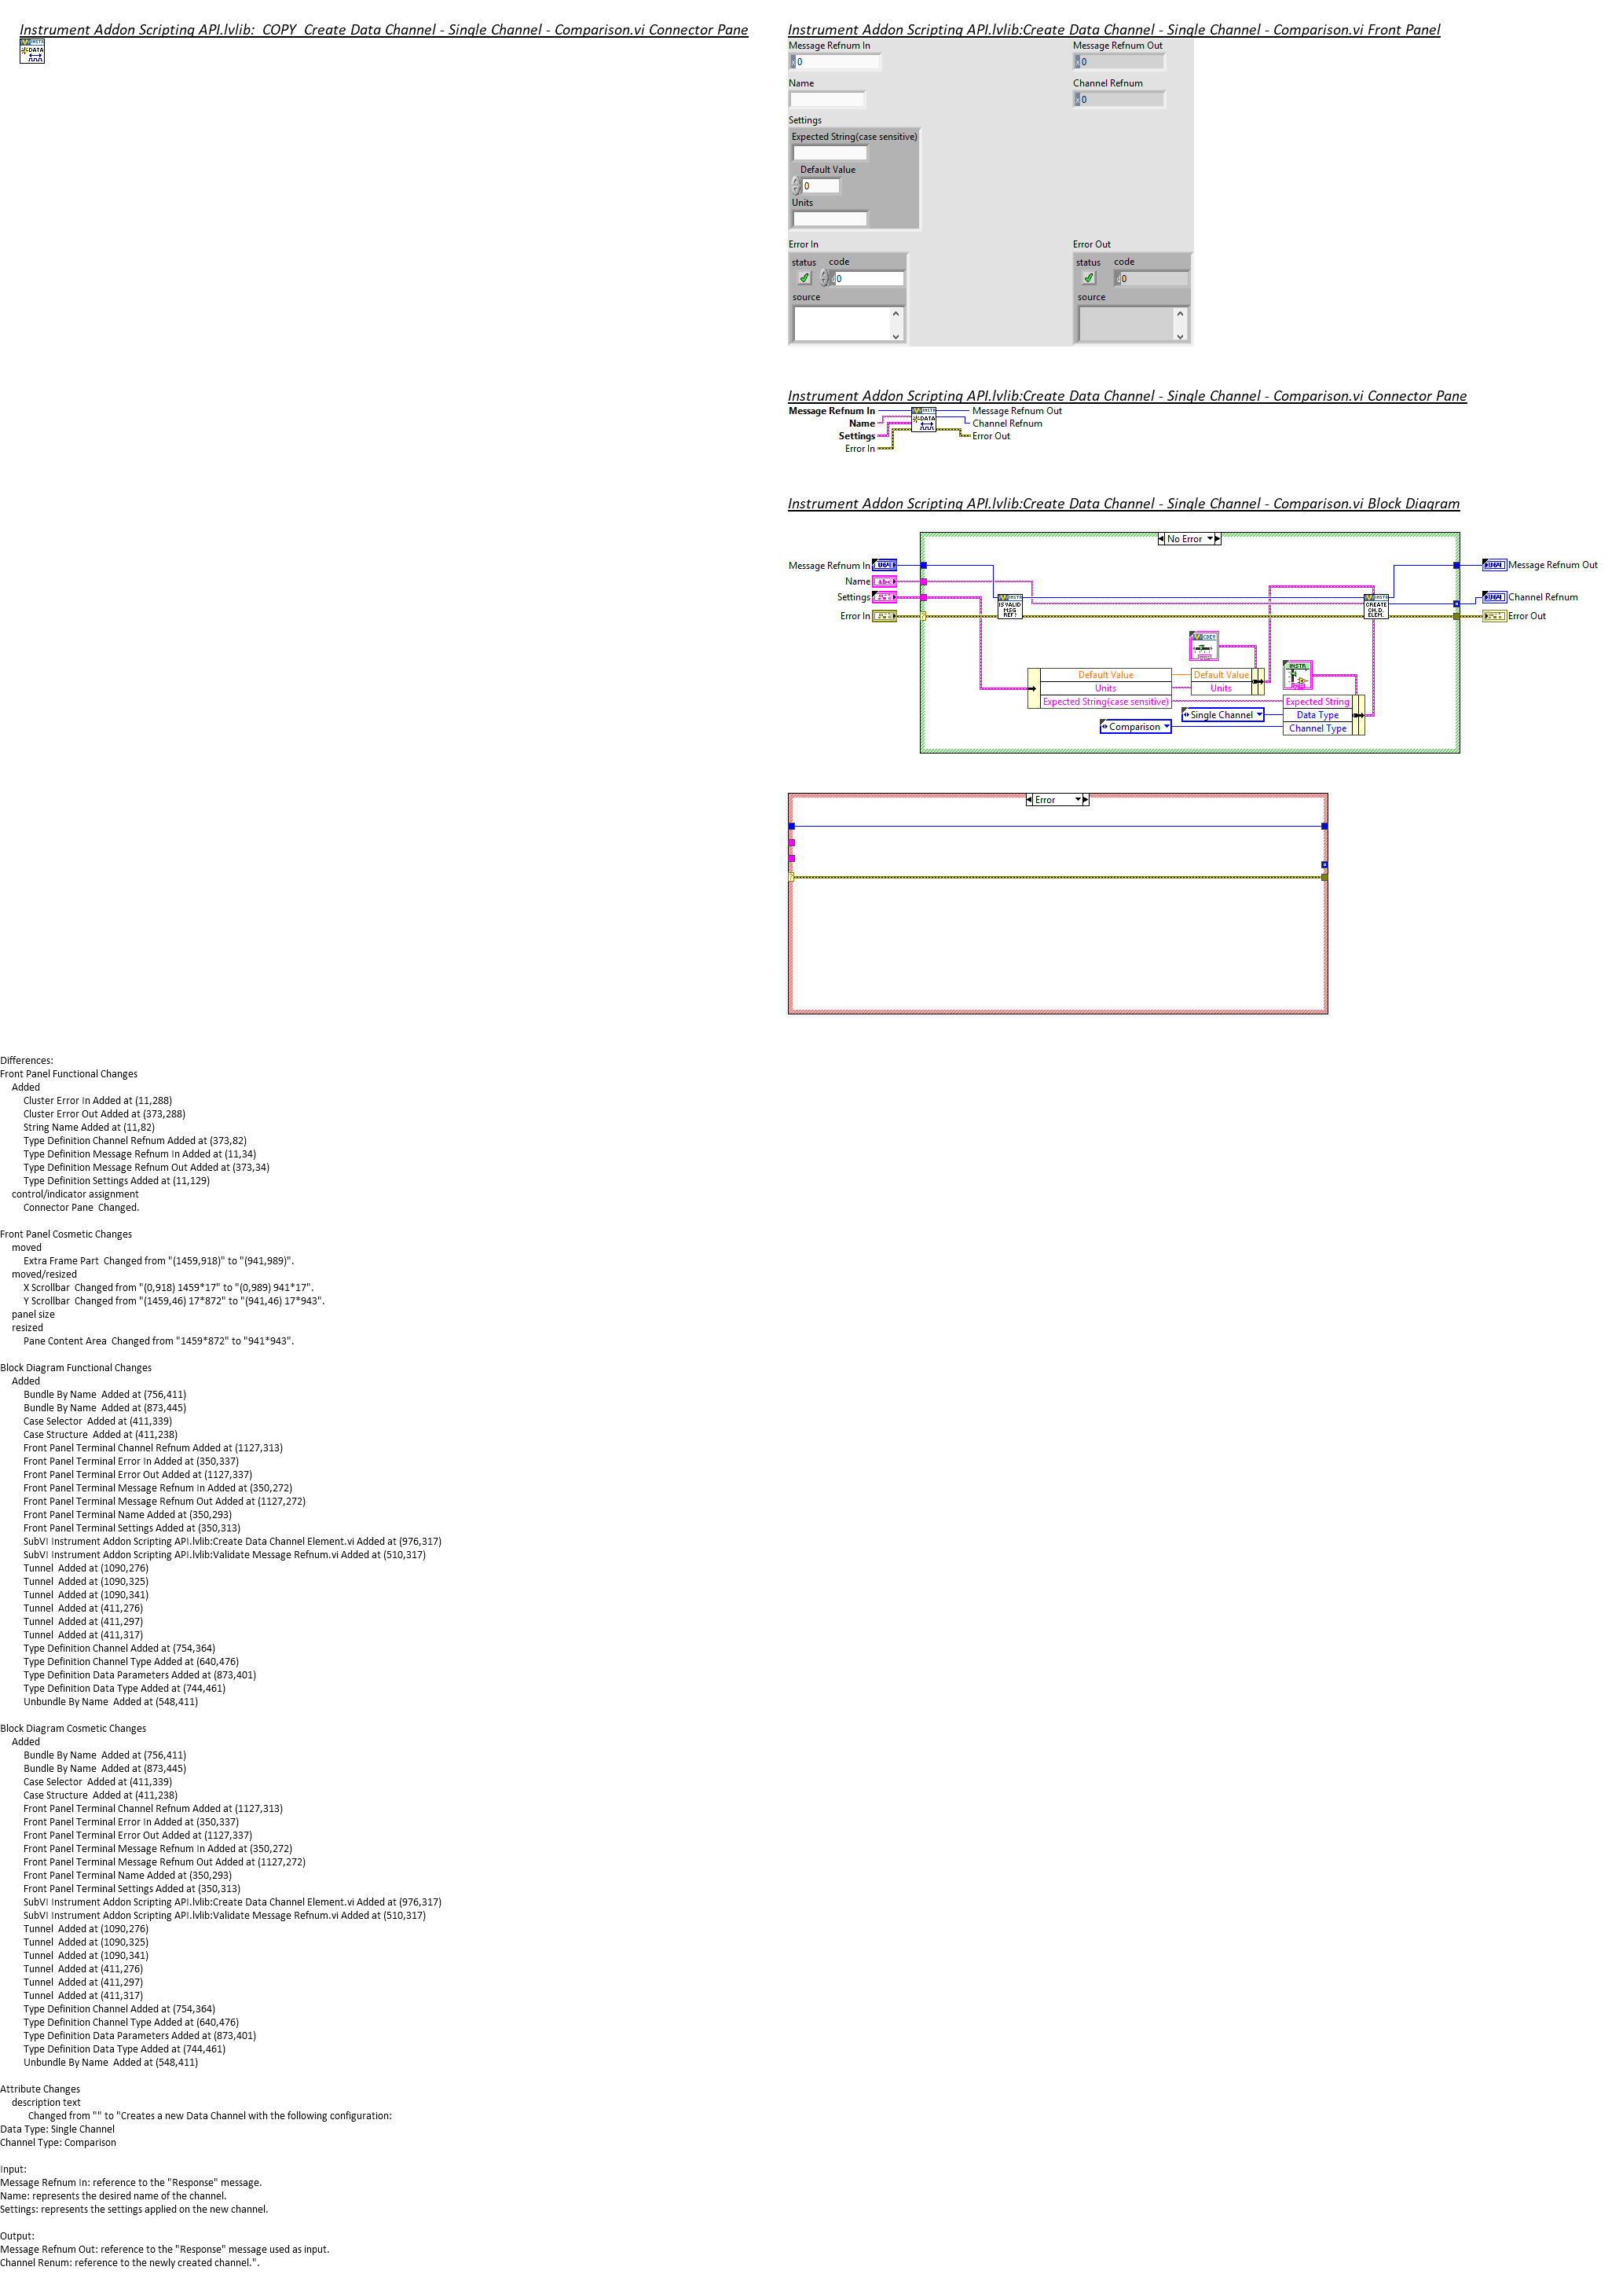 Instrument Addon Scripting API.lvlib:_COPY_Create Data Channel - Single Channel - Comparison.vi Connector Pane
INSTR
DATA
Instrument Addon Scripting API.lvlib:Create Data Channel - Single Channel - Comparison.vi Front Panel
Message Refnum In
Message Refnum Out
x 0
x 0
Name
Channel Refnum
x 0
Settings
Expected String(case sensitive)
Default Value
0
Units
Error In
Error Out
status code
status code
d0
d0
source
source
Instrument Addon Scripting API.lvlib:Create Data Channel - Single Channel - Comparison.vi Connector Pane
Message Refnum In
INSTR
Message Refnum Out
Name
DATA
Channel Refnum
Settings
Error Out
Error In
Instrument Addon Scripting API.lvlib:Create Data Channel - Single Channel - Comparison.vi Block Diagram
No Error
Message Refnum In
Message Refnum Out
Name
abc
Settings
INSTR
IS VALID
MSG
REF?
INSTR
CREATE
CH.D.
ELEM.
Channel Refnum
Error In
Error Out
INSTR
Default Value
Default Value
Units
Units
Expected String(case sensitive)
Expected String
Single Channel
Data Type
Comparison
Channel Type
Error
Differences:
Front Panel Functional Changes
Added
Cluster Error In Added at (11,288)
Cluster Error Out Added at (373,288)
String Name Added at (11,82)
Type Definition Channel Refnum Added at (373,82)
Type Definition Message Refnum In Added at (11,34)
Type Definition Message Refnum Out Added at (373,34)
Type Definition Settings Added at (11,129)
control/indicator assignment
Connector Pane  Changed.
Front Panel Cosmetic Changes
moved
Extra Frame Part  Changed from "(1459,918)" to "(941,989)".
moved/resized
X Scrollbar  Changed from "(0,918) 1459*17" to "(0,989) 941*17".
Y Scrollbar  Changed from "(1459,46) 17*872" to "(941,46) 17*943".
panel size
resized
Pane Content Area  Changed from "1459*872" to "941*943".
Block Diagram Functional Changes
Added
Bundle By Name  Added at (756,411)
Bundle By Name  Added at (873,445)
Case Selector  Added at (411,339)
Case Structure  Added at (411,238)
Front Panel Terminal Channel Refnum Added at (1127,313)
Front Panel Terminal Error In Added at (350,337)
Front Panel Terminal Error Out Added at (1127,337)
Front Panel Terminal Message Refnum In Added at (350,272)
Front Panel Terminal Message Refnum Out Added at (1127,272)
Front Panel Terminal Name Added at (350,293)
Front Panel Terminal Settings Added at (350,313)
SubVI Instrument Addon Scripting API.lvlib:Create Data Channel Element.vi Added at (976,317)
SubVI Instrument Addon Scripting API.lvlib:Validate Message Refnum.vi Added at (510,317)
Tunnel  Added at (1090,276)
Tunnel  Added at (1090,325)
Tunnel  Added at (1090,341)
Tunnel  Added at (411,276)
Tunnel  Added at (411,297)
Tunnel  Added at (411,317)
Type Definition Channel Added at (754,364)
Type Definition Channel Type Added at (640,476)
Type Definition Data Parameters Added at (873,401)
Type Definition Data Type Added at (744,461)
Unbundle By Name  Added at (548,411)
Block Diagram Cosmetic Changes
Added
Bundle By Name  Added at (756,411)
Bundle By Name  Added at (873,445)
Case Selector  Added at (411,339)
Case Structure  Added at (411,238)
Front Panel Terminal Channel Refnum Added at (1127,313)
Front Panel Terminal Error In Added at (350,337)
Front Panel Terminal Error Out Added at (1127,337)
Front Panel Terminal Message Refnum In Added at (350,272)
Front Panel Terminal Message Refnum Out Added at (1127,272)
Front Panel Terminal Name Added at (350,293)
Front Panel Terminal Settings Added at (350,313)
SubVI Instrument Addon Scripting API.lvlib:Create Data Channel Element.vi Added at (976,317)
SubVI Instrument Addon Scripting API.lvlib:Validate Message Refnum.vi Added at (510,317)
Tunnel  Added at (1090,276)
Tunnel  Added at (1090,325)
Tunnel  Added at (1090,341)
Tunnel  Added at (411,276)
Tunnel  Added at (411,297)
Tunnel  Added at (411,317)
Type Definition Channel Added at (754,364)
Type Definition Channel Type Added at (640,476)
Type Definition Data Parameters Added at (873,401)
Type Definition Data Type Added at (744,461)
Unbundle By Name  Added at (548,411)
Attribute Changes
description text
Changed from "" to "Creates a new Data Channel with the following configuration:
Data Type: Single Channel
Channel Type: Comparison
Input:
Message Refnum In: reference to the "Response" message.
Name: represents the desired name of the channel.
Settings: represents the settings applied on the new channel.
Output:
Message Refnum Out: reference to the "Response" message used as input.
Channel Renum: reference to the newly created channel.".